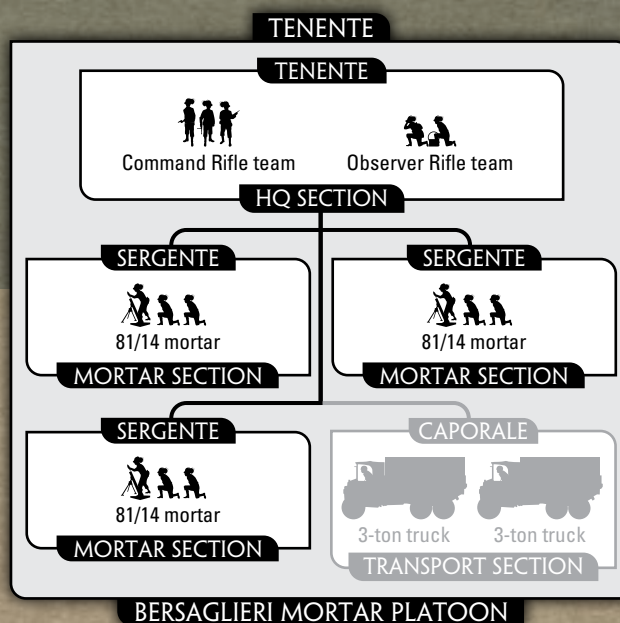 TENENTE
TENENTE
Command Rifle team
Observer Rifle team
HQ SECTION
SERGENTE
81/14 mortar
MORTAR SECTION
SERGENTE
81/14 mortar
MORTAR SECTION
SERGENTE
81/14 mortar
MORTAR SECTION
CAPORALE
3-ton truck
3-ton truck
TRANSPORT SECTION
BERSAGLIERI MORTAR PLATOON